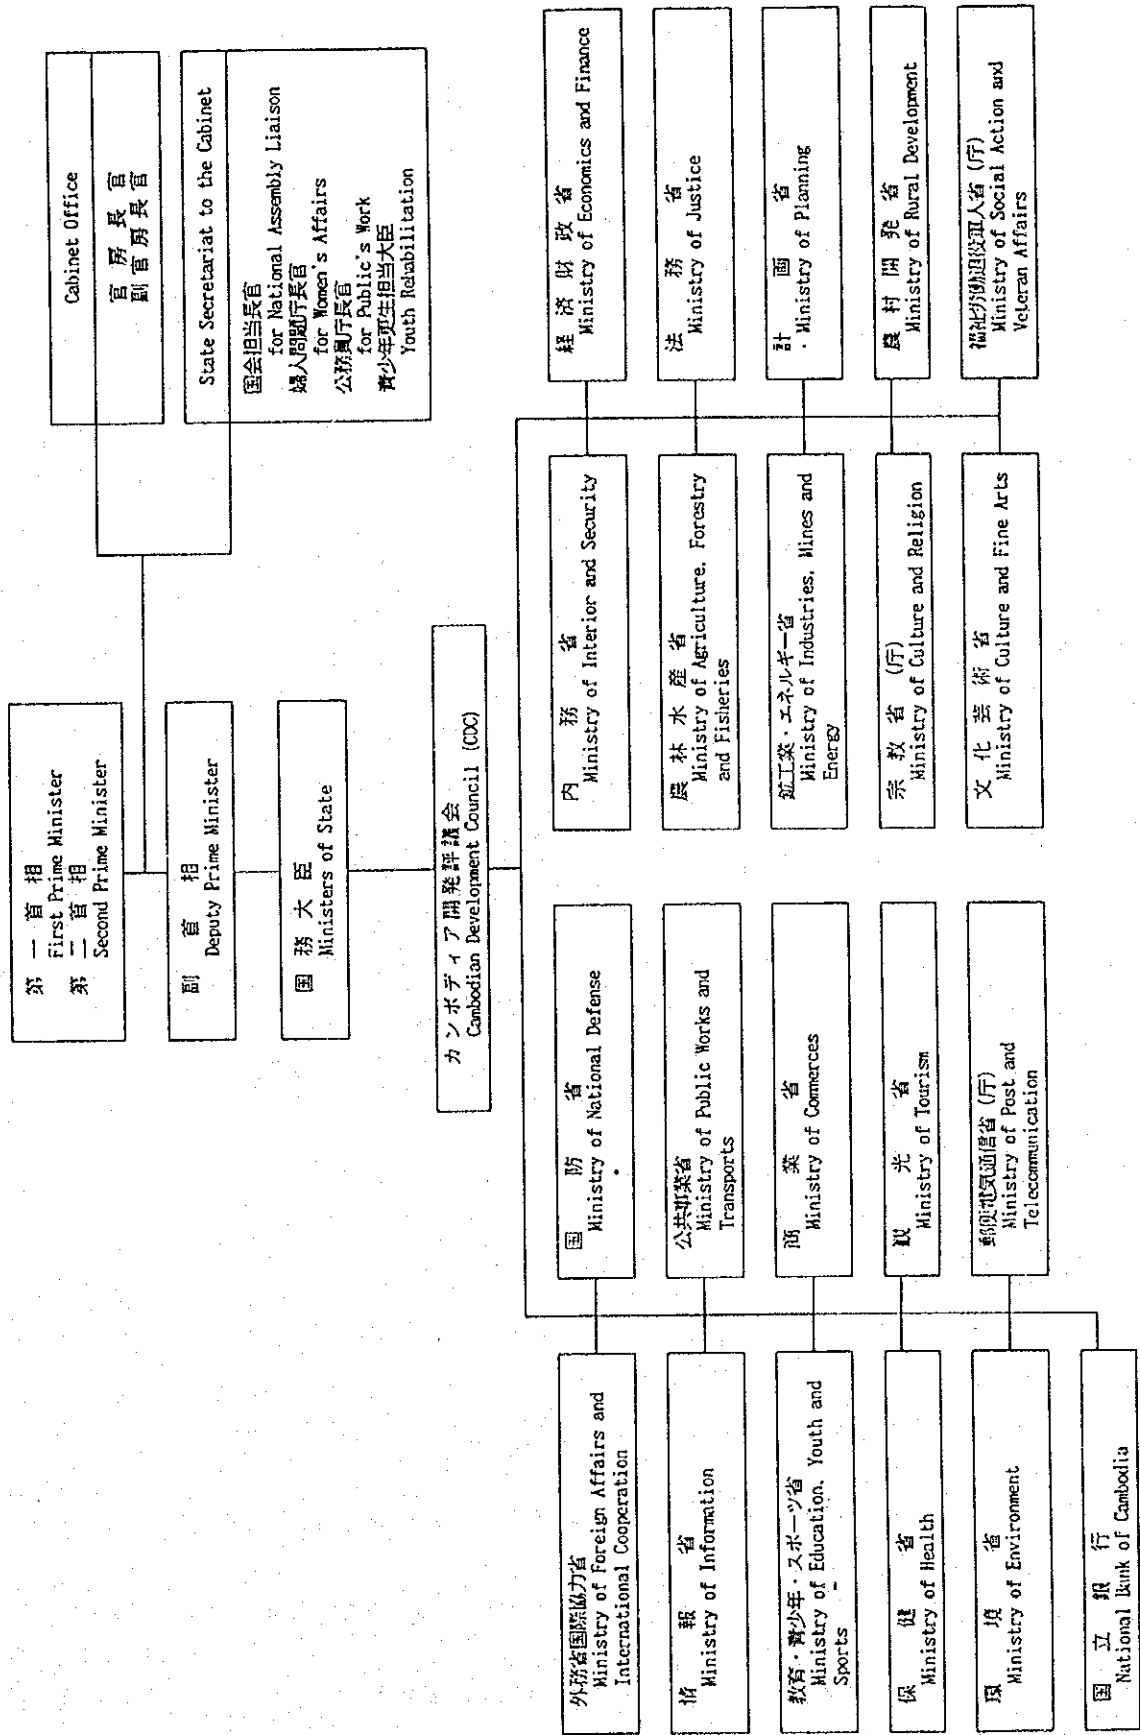 第一首相
First Prime Minister
第二首相
Second Prime Minister
副首相
Deputy Prime Minister
国務大臣
Ministers of State
Cabinet Office
官房長官
副官房長官
State Secretariat to the Cabinet
国会担当長官
for National Assembly Liaison
婦人問題庁長官
for Women's Affairs
公務員庁長官
for Public's Work
青少年更生担当大臣
Youth Rehabilitation
カンボディア開発評議会
Cambodian Development Council (CDC)
外務省国際協力省
Ministry of Foreign Affairs and
International Cooperation
国防省
Ministry of National Defense
内務省
Ministry of Interior and Security
経済財政省
Ministry of Economics and Finance
情報省
Ministry of Information
公共事業省
Ministry of Public Works and
Transports
農林水産省
Ministry of Agriculture, Forestry
and Fisheries
法務省
Ministry of Justice
教育・青少年・スポーツ省
Ministry of Education, Youth and
Sports
商業省
Ministry of Commerces
鉱工業・エネルギー省
Ministry of Industries, Mines and
Energy
計画省
Ministry of Planning
保健省
Ministry of Health
観光省
Ministry of Tourism
宗教省(庁)
Ministry of Culture and Religion
農村開発省
Ministry of Rural Development
環境省
Ministry of Environment
郵便電気通信省(庁)
Ministry of Post and
Telecommunication
文化芸術省
Ministry of Culture and Fine Arts
福祉労働退役軍人省(庁)
Ministry of Social Action and
Veteran Affairs
国立銀行
National Bank of Cambodia